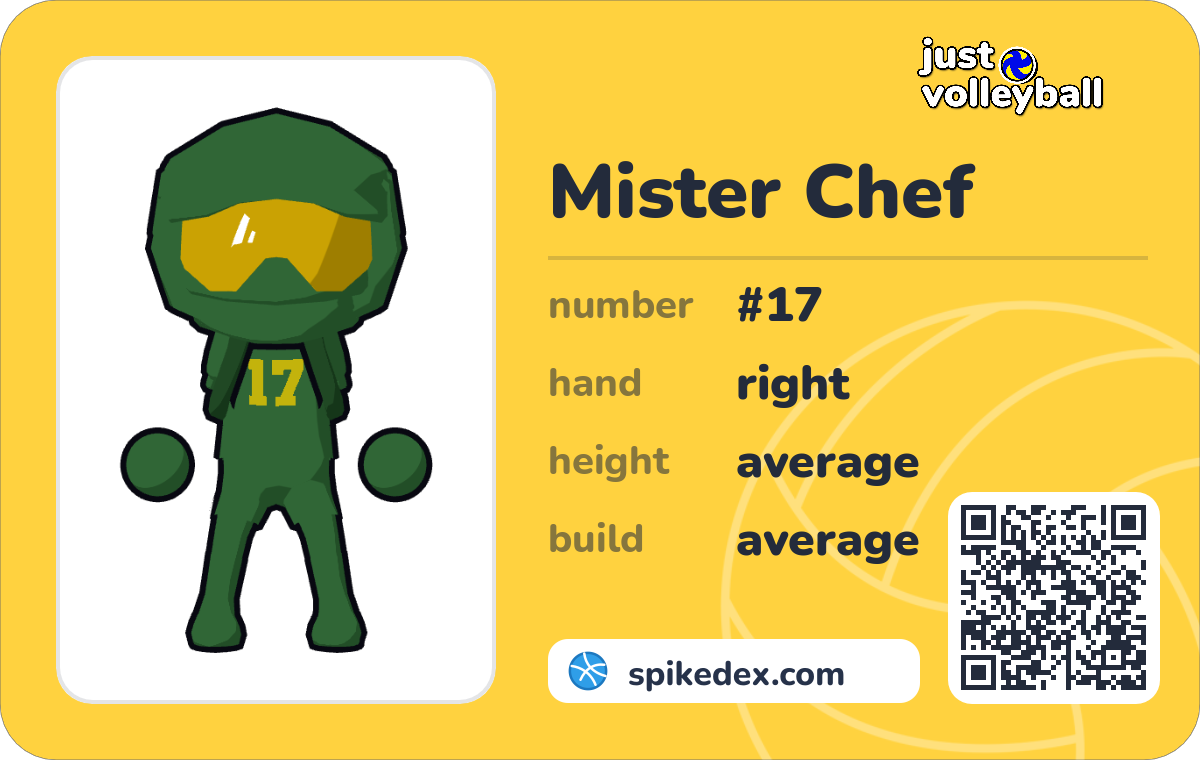 just
volleyball
Mister Chef
number #17
hand right
height average
build average
17
spikedex.com